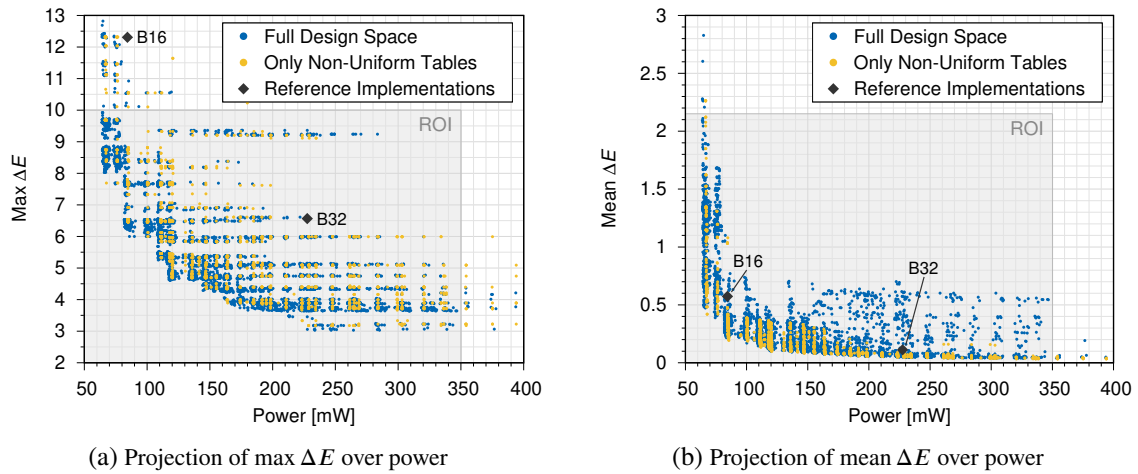 Full Design Space
Only Non-Uniform Tables
Reference Implementations
B16
ROI
B32
Max ΔE
13
12
11
10
9
8
7
6
5
4
3
2
50 100 150 200 250 300 350 400
Power [mW]
(a) Projection of max ΔE over power
Full Design Space
Only Non-Uniform Tables
Reference Implementations
ROI
B16
B32
Mean ΔE
3
2.5
2
1.5
1
0.5
0
50 100 150 200 250 300 350 400
Power [mW]
(b) Projection of mean ΔE over power